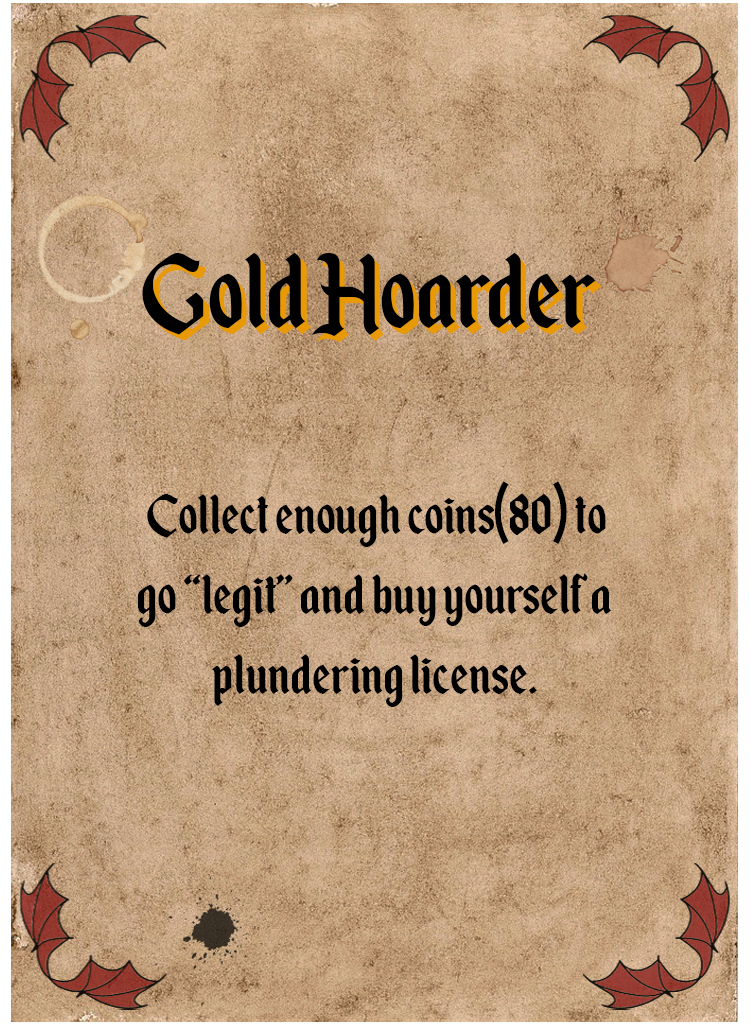 Gold Hoarder
Collect enough coins(80) to
go “legit” and buy yourself a
plundering license.